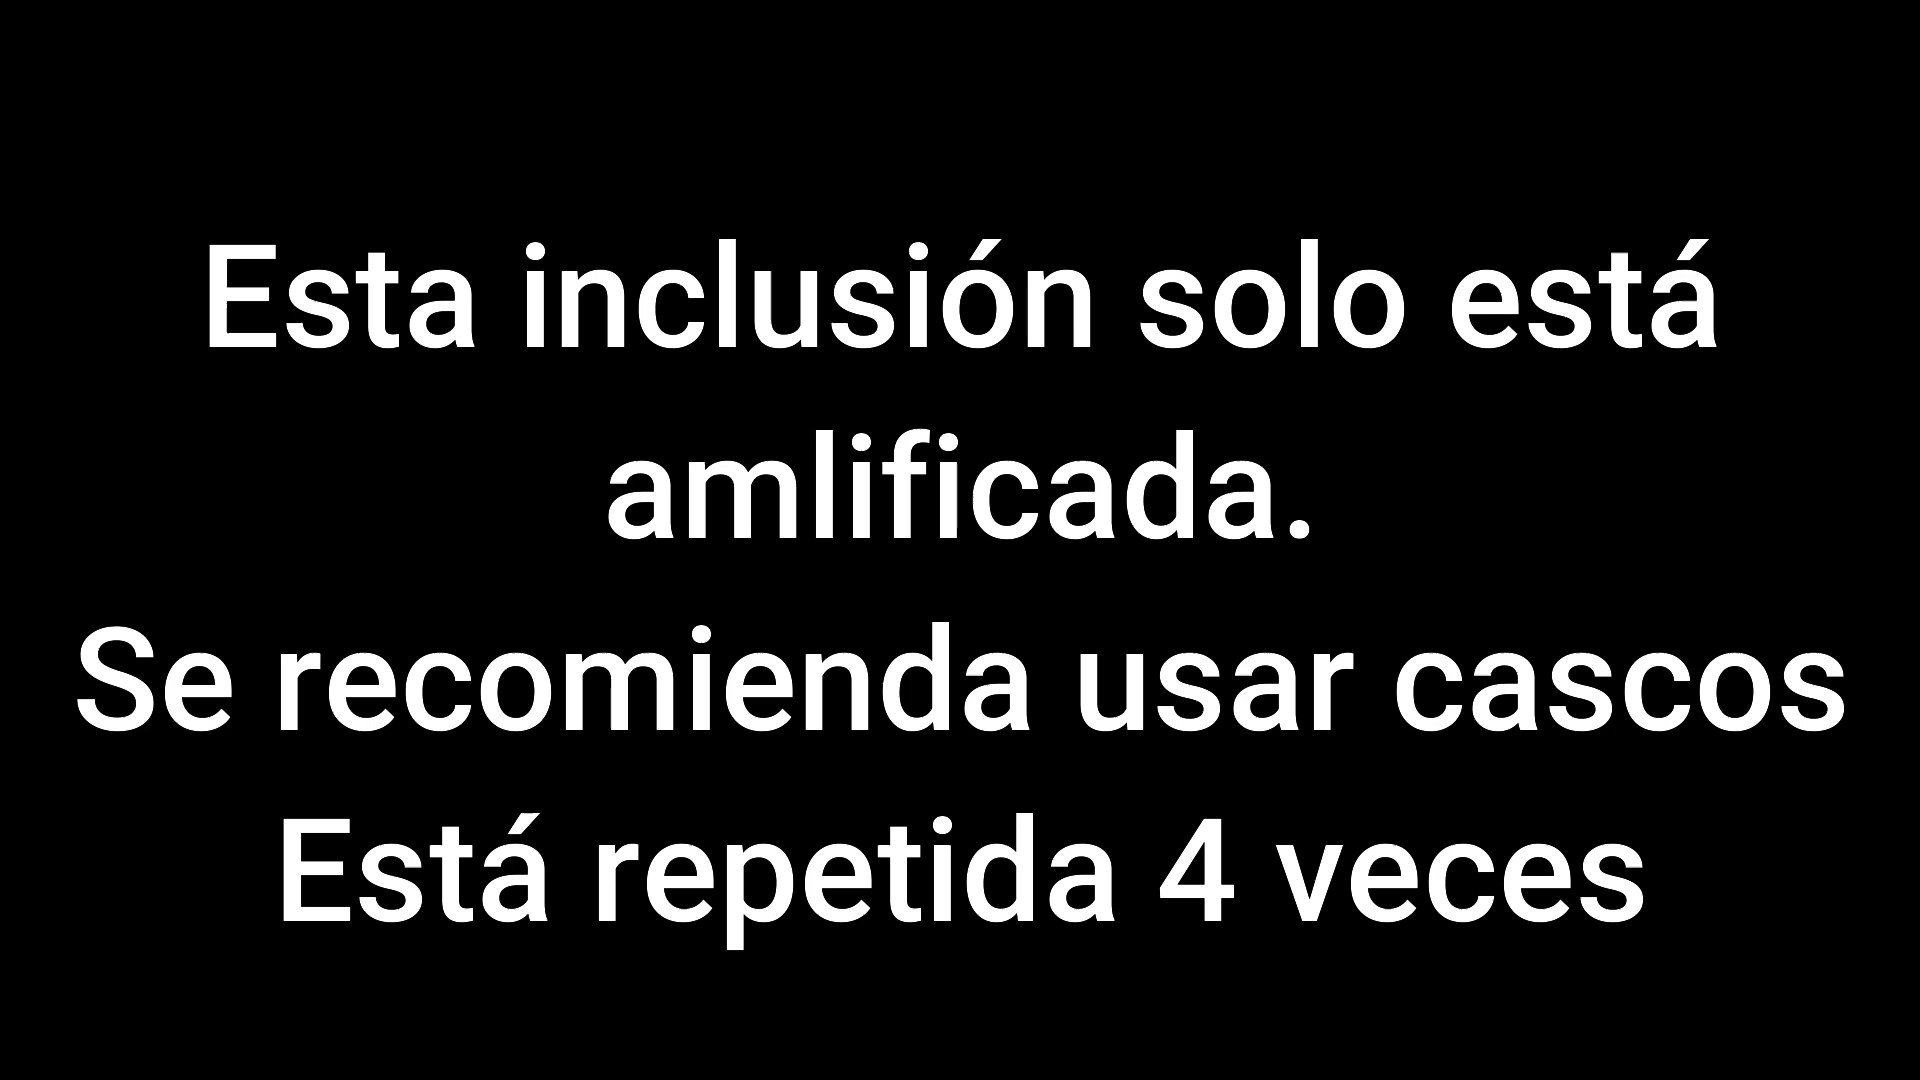 Esta inclusión solo está
amlificada.
Se recomienda usar cascos
Está repetida 4 veces